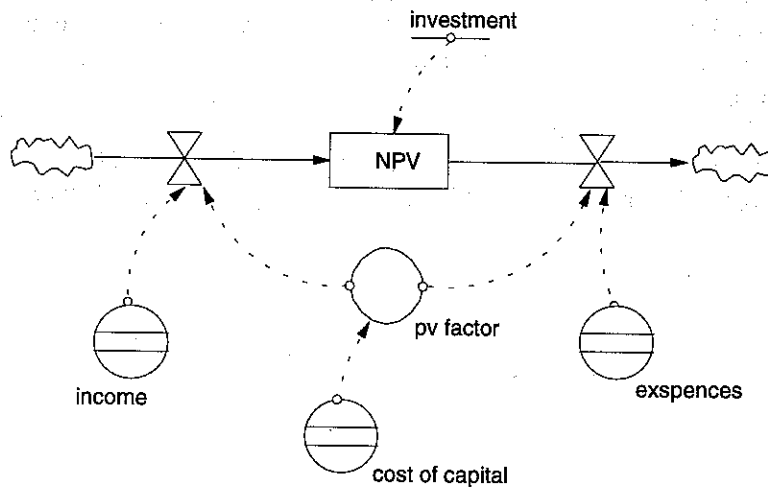 investment
NPV
pv factor
income
exspences
cost of capital